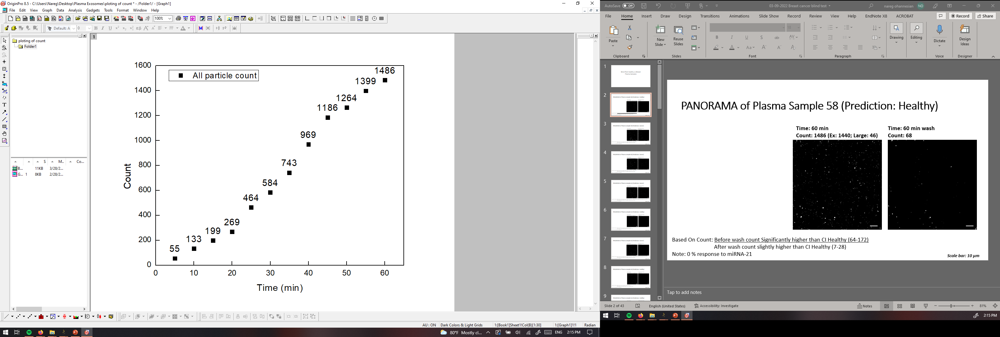 OriginPro 8.5 - C:\Users\Nareg\Desktop\Plasma Exosomes\ploting of count * - /Folder1/ - [Graph1]
File Edit View Graph Data Analysis Gadgets Tools Format Window Help
100%
Default: A 0
ploting of count
Folder1
S M... Co...
B... 11KB 3/28/2...
G... 1 8KB 2/28/2...
1
All particle count
1600
1400
1200
1000
800
600
400
200
0
Count
55
133
199
269
464
584
743
969
1186
1264
1399
1486
0 10 20 30 40 50 60
Time (min)
AU : ON Dark Colors & Light Grids 1:[Book1]Sheet1!Col(B)[1:30] 1:[Graph1]1!1 Radian
80°F Mostly cl... ENG 2:15 PM
AutoSave Off 03-09-2022 Breast cancer blind test nareg ohannesian NO
File Home Insert Draw Design Transitions Animations Slide Show Record Review View Help EndNote X8 ACROBAT Record Share
Paste New Slide Reuse Slides Drawing Editing Dictate Design Ideas
Clipboard Slides Font Paragraph Voice Designer
1
2
3
4
5
6
7
8
9
Blind Test Healthy vs Breast
Plasma Samples
PANORAMA of Plasma Sample 58 (Prediction: Healthy)
Time: 60 min
Count: 1486 (Ex: 1440; Large: 46)
Time: 60 min wash
Count: 68
Based On Count: Before wash count Significantly higher than CI Healthy (64-172)
After wash count slightly higher than CI Healthy (7-28)
Note: 0 % response to miRNA-21
Scale bar: 10 µm
Tap to add notes
Slide 2 of 43 English (United States) Accessibility: Investigate Notes 81%
2:15 PM